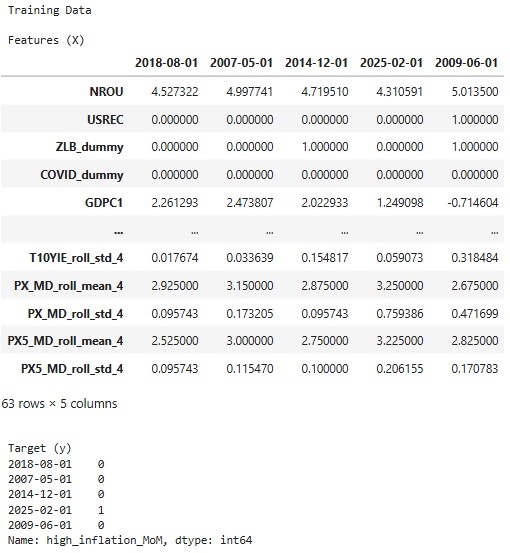 Training Data
Features (X)
2018-08-01 2007-05-01 2014-12-01 2025-02-01 2009-06-01
NROU 4.527322 4.997741 4.719510 4.310591 5.013500
USREC 0.000000 0.000000 0.000000 0.000000 1.000000
ZLB_dummy 0.000000 0.000000 1.000000 0.000000 1.000000
COVID_dummy 0.000000 0.000000 0.000000 0.000000 0.000000
GDPC1 2.261293 2.473807 2.022933 1.249098 -0.714604
... ... ... ... ... ...
T10YIE_roll_std_4 0.017674 0.033639 0.154817 0.059073 0.318484
PX_MD_roll_mean_4 2.925000 3.150000 2.875000 3.250000 2.675000
PX_MD_roll_std_4 0.095743 0.173205 0.095743 0.759386 0.471699
PX5_MD_roll_mean_4 2.525000 3.000000 2.750000 3.225000 2.825000
PX5_MD_roll_std_4 0.095743 0.115470 0.100000 0.206155 0.170783
63 rows × 5 columns
Target (y)
2018-08-01 0
2007-05-01 0
2014-12-01 0
2025-02-01 1
2009-06-01 0
Name: high_inflation_MoM, dtype: int64